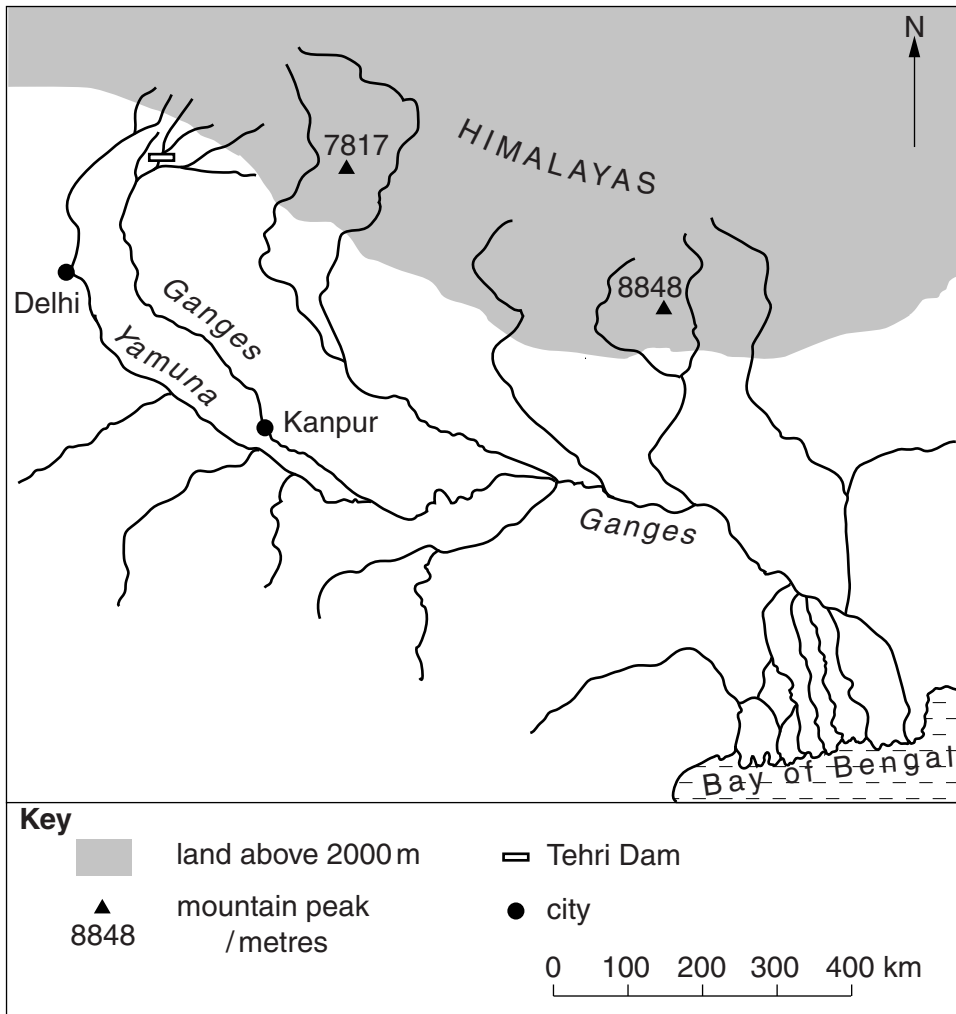 N
HIMALAYAS
7817
8848
Delhi
Ganges
Yamuna
Kanpur
Ganges
Bay of Bengal
Key
land above 2000 m
Tehri Dam
8848
mountain peak
/ metres
city
0 100 200 300 400 km